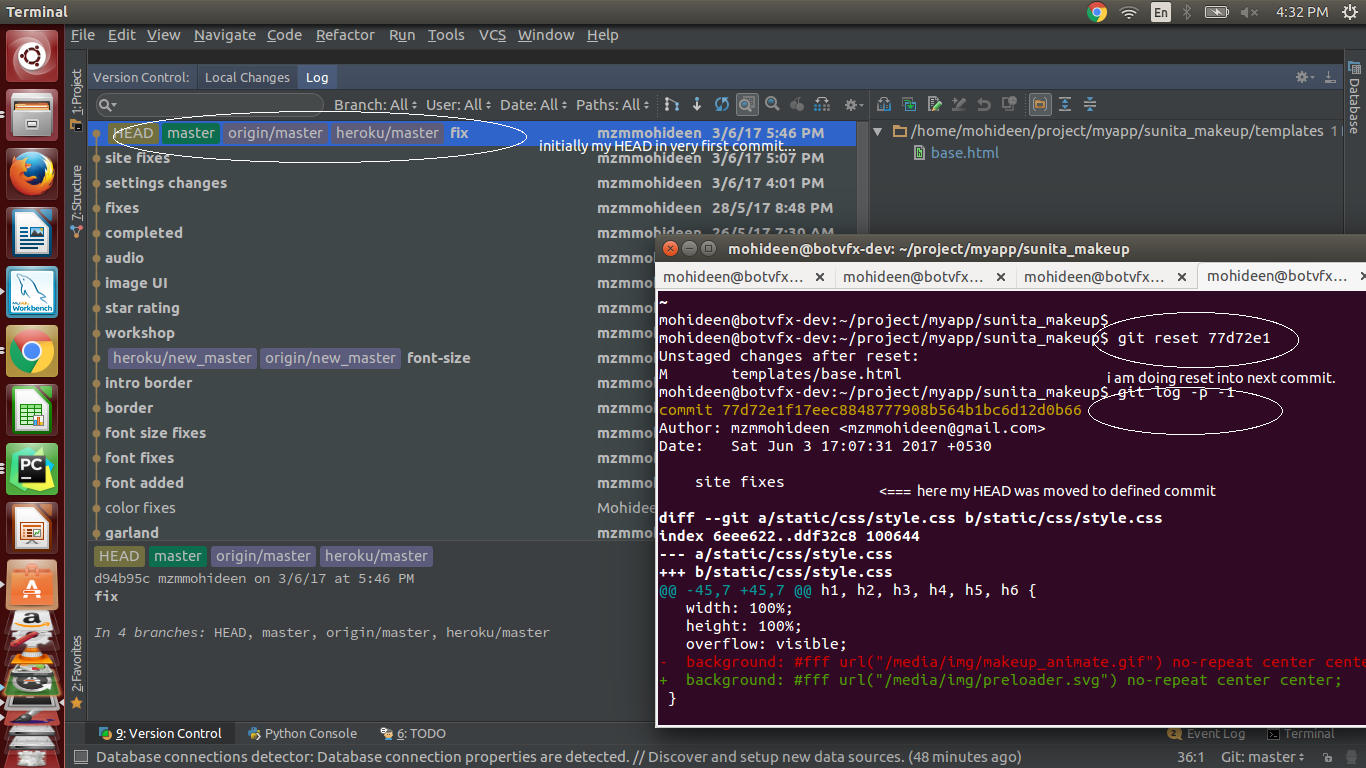 Terminal
En
4:32 PM
File Edit View Navigate Code Refactor Run Tools VCS Window Help
Version Control: Local Changes Log
Branch: All User: All Date: All Paths: All
HEAD master origin/master heroku/master fix mzmmohideen 3/6/17 5:46 PM
initially my HEAD in very first commit...
site fixes mzmmohideen 3/6/17 5:07 PM
settings changes mzmmohideen 3/6/17 4:01 PM
fixes mzmmohideen 28/5/17 8:48 PM
completed mzmmohideen 26/5/17 7:30 AM
audio
image UI
star rating
workshop
heroku/new_master origin/new_master font-size
intro border
border
font size fixes
font fixes
font added
color fixes
garland
mzmm
mzmm
mzmm
mzmm
mzmm
mzmm
mzmm
mzmm
mzmm
mzmm
Mohidee
mzmm
HEAD master origin/master heroku/master
d94b95c mzmmohideen on 3/6/17 at 5:46 PM
fix
In 4 branches: HEAD, master, origin/master, heroku/master
/home/mohideen/project/myapp/sunita_makeup/templates 1
base.html
1: Project
7: Structure
2: Favorites
Database
MySQL
Workbench
PC
mohideen@botvfx-dev: ~/project/myapp/sunita_makeup
mohideen@botvfx... mohideen@botvfx... mohideen@botvfx... mohideen@botvfx...
~
mohideen@botvfx-dev:~/project/myapp/sunita_makeup$
mohideen@botvfx-dev:~/project/myapp/sunita_makeup$ git reset 77d72e1
Unstaged changes after reset:
M templates/base.html
i am doing reset into next commit.
mohideen@botvfx-dev:~/project/myapp/sunita_makeup$ git log -p -1
commit 77d72e1f17eec8848777908b564b1bc6d12d0b66
Author: mzmmohideen <mzmmohideen@gmail.com>
Date: Sat Jun 3 17:07:31 2017 +0530
site fixes
<=== here my HEAD was moved to defined commit
diff --git a/static/css/style.css b/static/css/style.css
index 6eee622..ddf32c8 100644
--- a/static/css/style.css
+++ b/static/css/style.css
@@ -45,7 +45,7 @@ h1, h2, h3, h4, h5, h6 {
width: 100%;
height: 100%;
overflow: visible;
- background: #fff url("/media/img/makeup_animate.gif") no-repeat center cente
+ background: #fff url("/media/img/preloader.svg") no-repeat center center;
}
9: Version Control Python Console 6: TODO Event Log Terminal
Database connections detector: Database connection properties are detected. // Discover and setup new data sources. (48 minutes ago) 36:1 Git: master